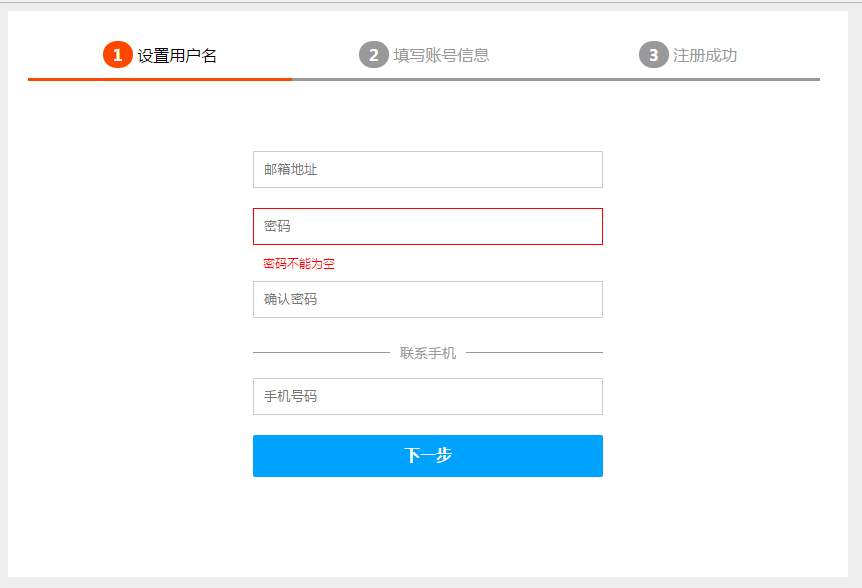 1 设置用户名 2 填写账号信息 3 注册成功
邮箱地址
密码
密码不能为空
确认密码
联系手机
手机号码
下一步